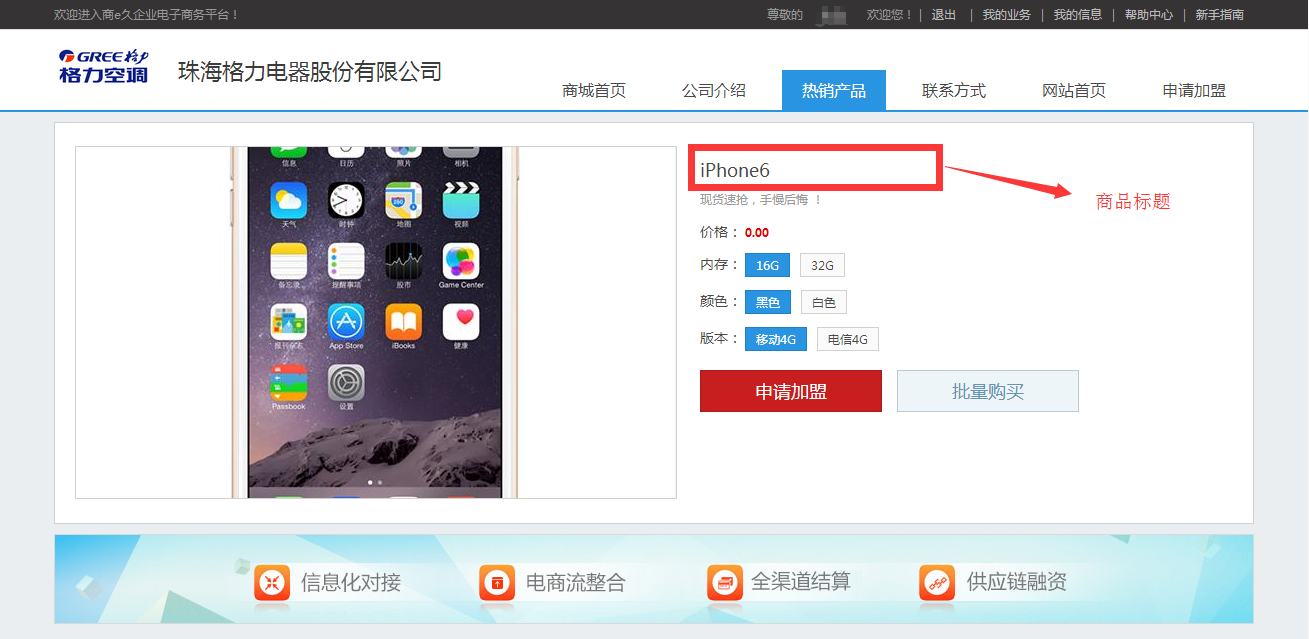 欢迎进入商e久企业电子商务平台！
尊敬的 欢迎您！ | 退出 | 我的业务 | 我的信息 | 帮助中心 | 新手指南
GREE格力
格力空调
珠海格力电器股份有限公司
商城首页 公司介绍 热销产品 联系方式 网站首页 申请加盟
信息 日历 照片 相机
天气 时钟 地图 视频
备忘录 提醒事项 股市 Game Center
报刊杂志 App Store iBooks 健康
Passbook 设置
iPhone6
商品标题
现货速抢，手慢后悔 ！
价格： 0.00
内存： 16G 32G
颜色： 黑色 白色
版本： 移动4G 电信4G
申请加盟 批量购买
信息化对接 电商流整合 全渠道结算 供应链融资